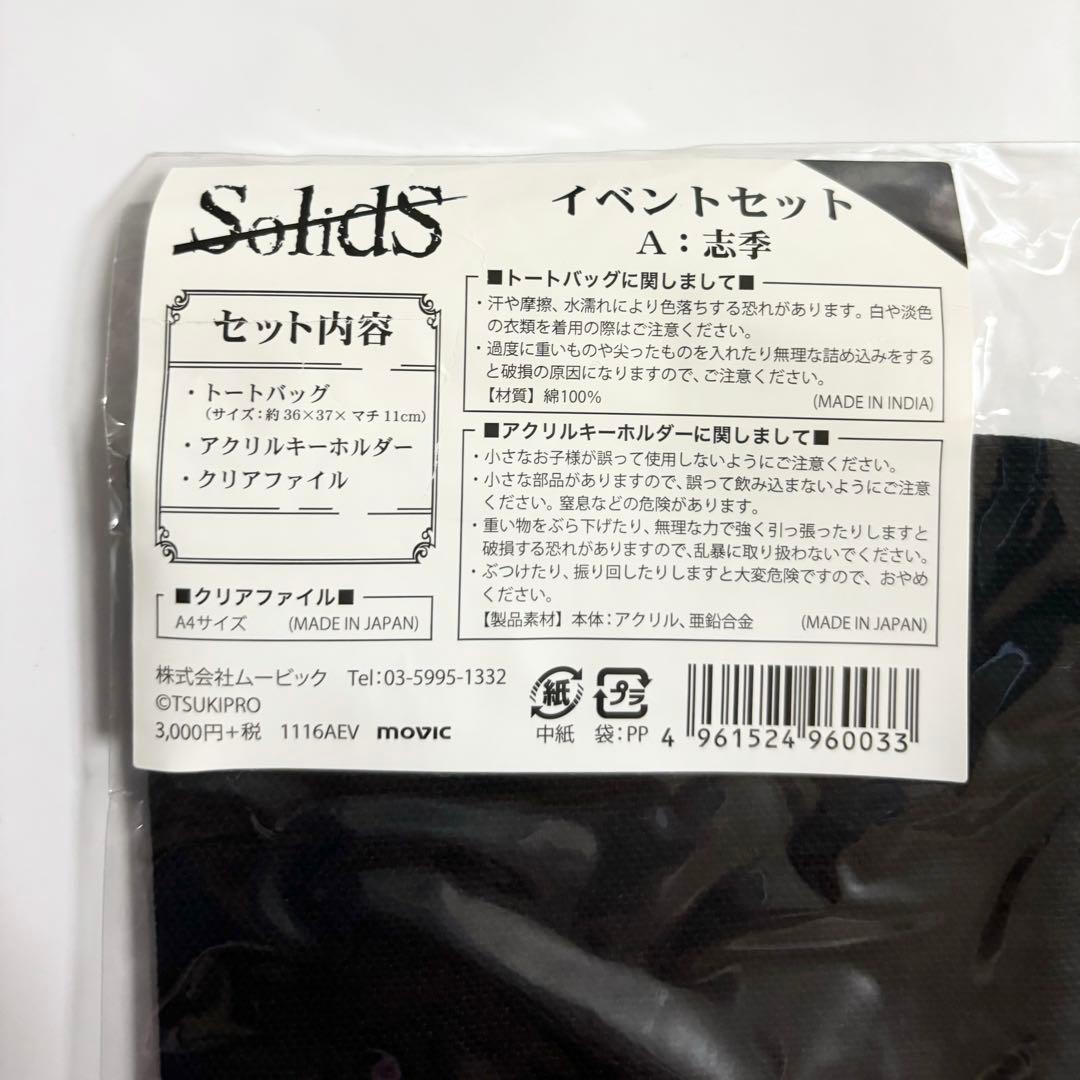 SolidS
イベントセット
A：志季
セット内容
・トートバッグ
（サイズ：約 36×37× マチ 11cm）
・アクリルキーホルダー
・クリアファイル
■クリアファイル■
A4サイズ (MADE IN JAPAN)
■トートバッグに関しまして■
・汗や摩擦、水濡れにより色落ちする恐れがあります。白や淡色
の衣類を着用の際はご注意ください。
・過度に重いものや尖ったものを入れたり無理な詰め込みをする
と破損の原因になりますので、ご注意ください。
【材質】綿100% (MADE IN INDIA)
■アクリルキーホルダーに関しまして■
・小さなお子様が誤って使用しないようにご注意ください。
・小さな部品がありますので、誤って飲み込まないようにご注意
ください。窒息などの危険があります。
・重い物をぶら下げたり、無理な力で強く引っ張ったりしますと
破損する恐れがありますので、乱暴に取り扱わないでください。
・ぶつけたり、振り回したりしますと大変危険ですので、おやめ
ください。
【製品素材】本体：アクリル、亜鉛合金 (MADE IN JAPAN)
株式会社ムービック Tel：03-5995-1332
©TSUKIPRO
3,000円＋税 1116AEV movic
紙 プラ
中紙 袋：PP
4 961524 960033